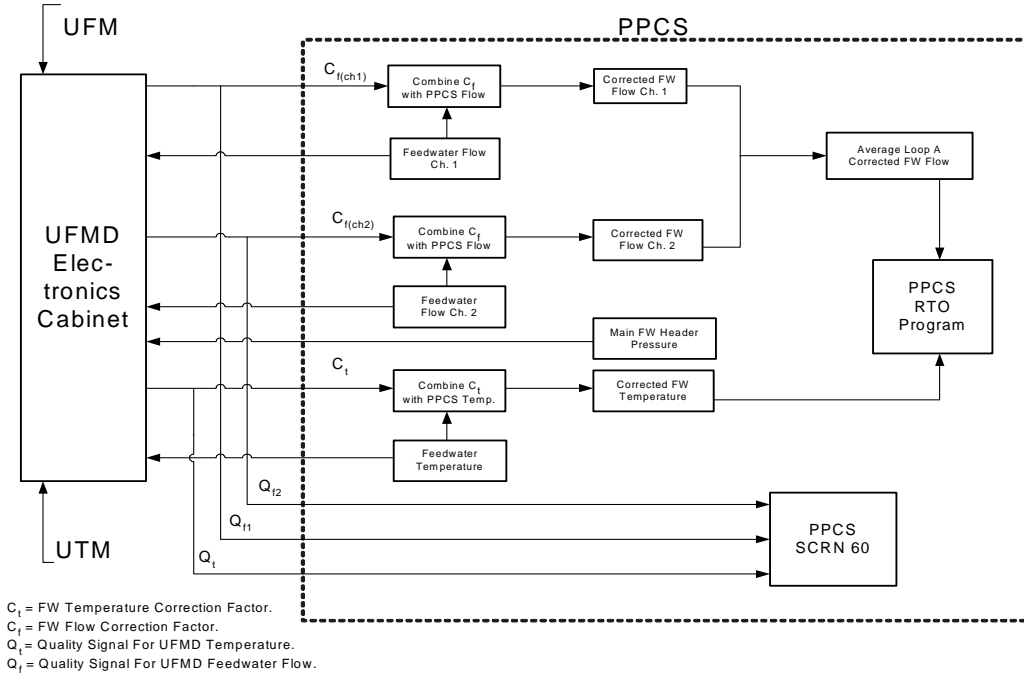 UFM
PPCS
UFMD
Elec-
tronics
Cabinet
C_f(ch1)
Combine C_f
with PPCS Flow
Corrected FW
Flow Ch. 1
Feedwater Flow
Ch. 1
Average Loop A
Corrected FW Flow
C_f(ch2)
Combine C_f
with PPCS Flow
Corrected FW
Flow Ch. 2
Feedwater
Flow Ch. 2
PPCS
RTO
Program
Main FW Header
Pressure
C_t
Combine C_t
with PPCS Temp.
Corrected FW
Temperature
Feedwater
Temperature
Q_f2
Q_f1
Q_t
PPCS
SCRN 60
UTM
C_t = FW Temperature Correction Factor.
C_f = FW Flow Correction Factor.
Q_t = Quality Signal For UFMD Temperature.
Q_f = Quality Signal For UFMD Feedwater Flow.